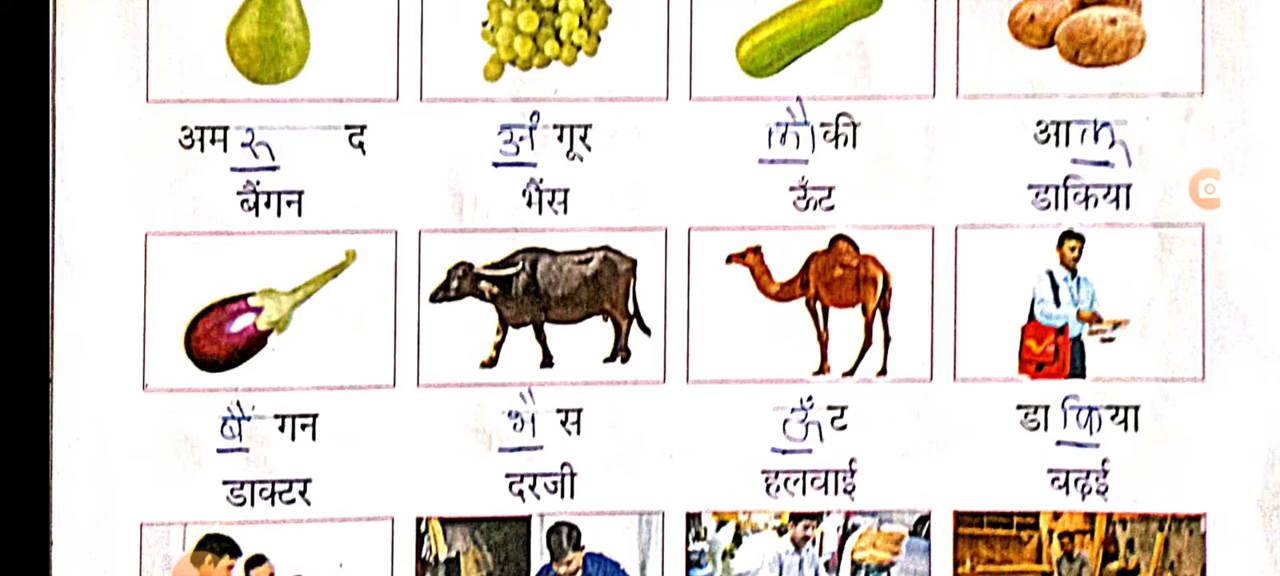 अमरू द
अंगूर
लौकी
आलू
बैंगन
भैंस
ऊँट
डाकिया
बैंगन
भैं स
ऊँट
डाकिया
डाक्टर
दरजी
हलवाई
बढ़ई